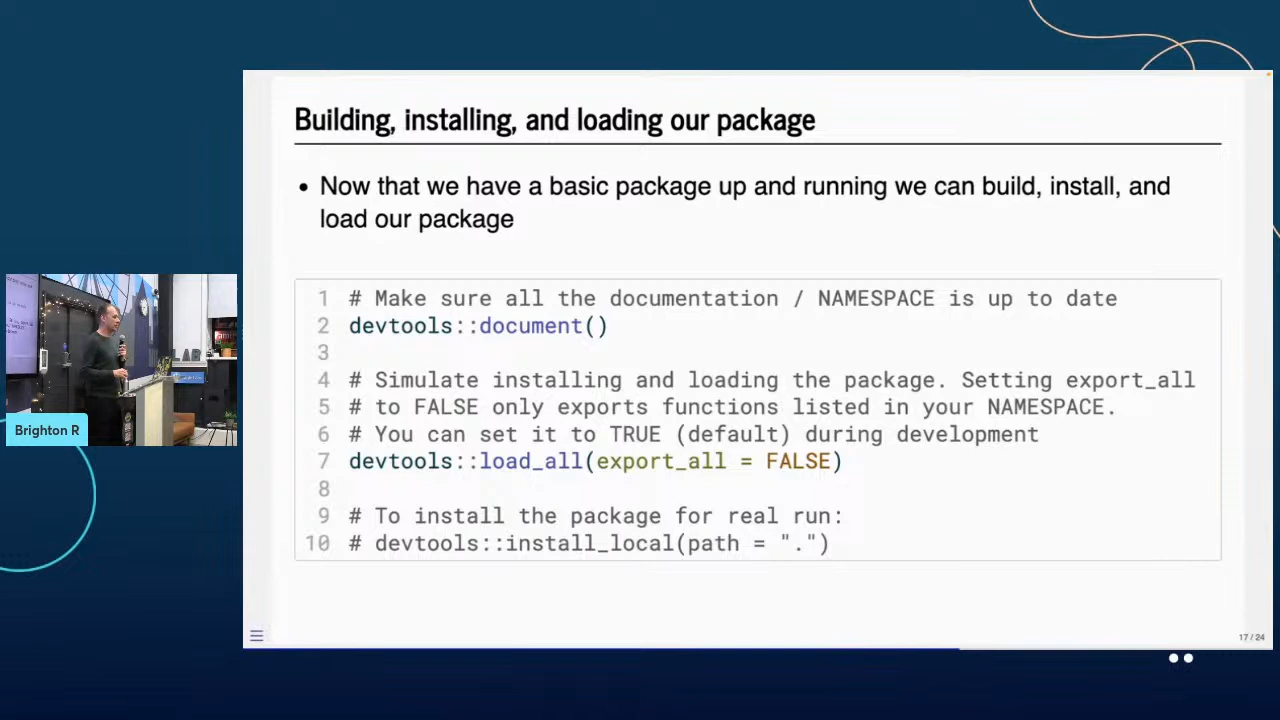 Building, installing, and loading our package
• Now that we have a basic package up and running we can build, install, and
load our package
1 # Make sure all the documentation / NAMESPACE is up to date
2 devtools::document()
3
4 # Simulate installing and loading the package. Setting export_all
5 # to FALSE only exports functions listed in your NAMESPACE.
6 # You can set it to TRUE (default) during development
7 devtools::load_all(export_all = FALSE)
8
9 # To install the package for real run:
10 # devtools::install_local(path = ".")
17 / 24
LAB
Brighton R